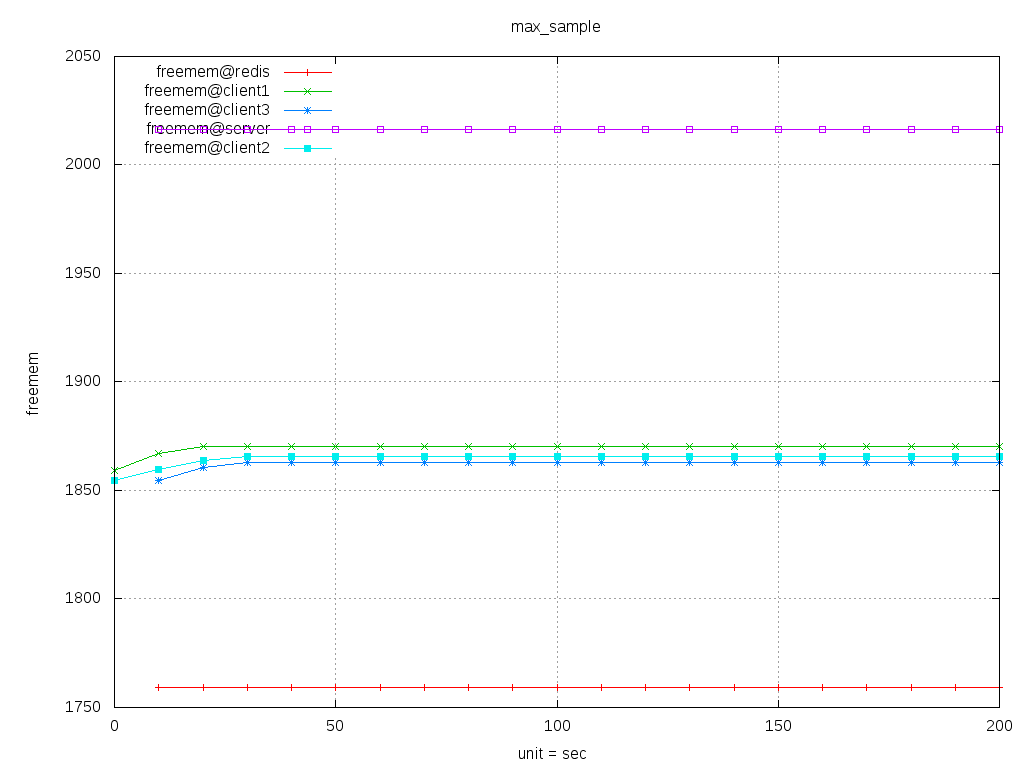 max_sample
2050
2000
1950
1900
1850
1800
1750
freemem
freemem@redis
freemem@client1
freemem@client3
freemem@server
freemem@client2
0
50
100
150
200
unit = sec